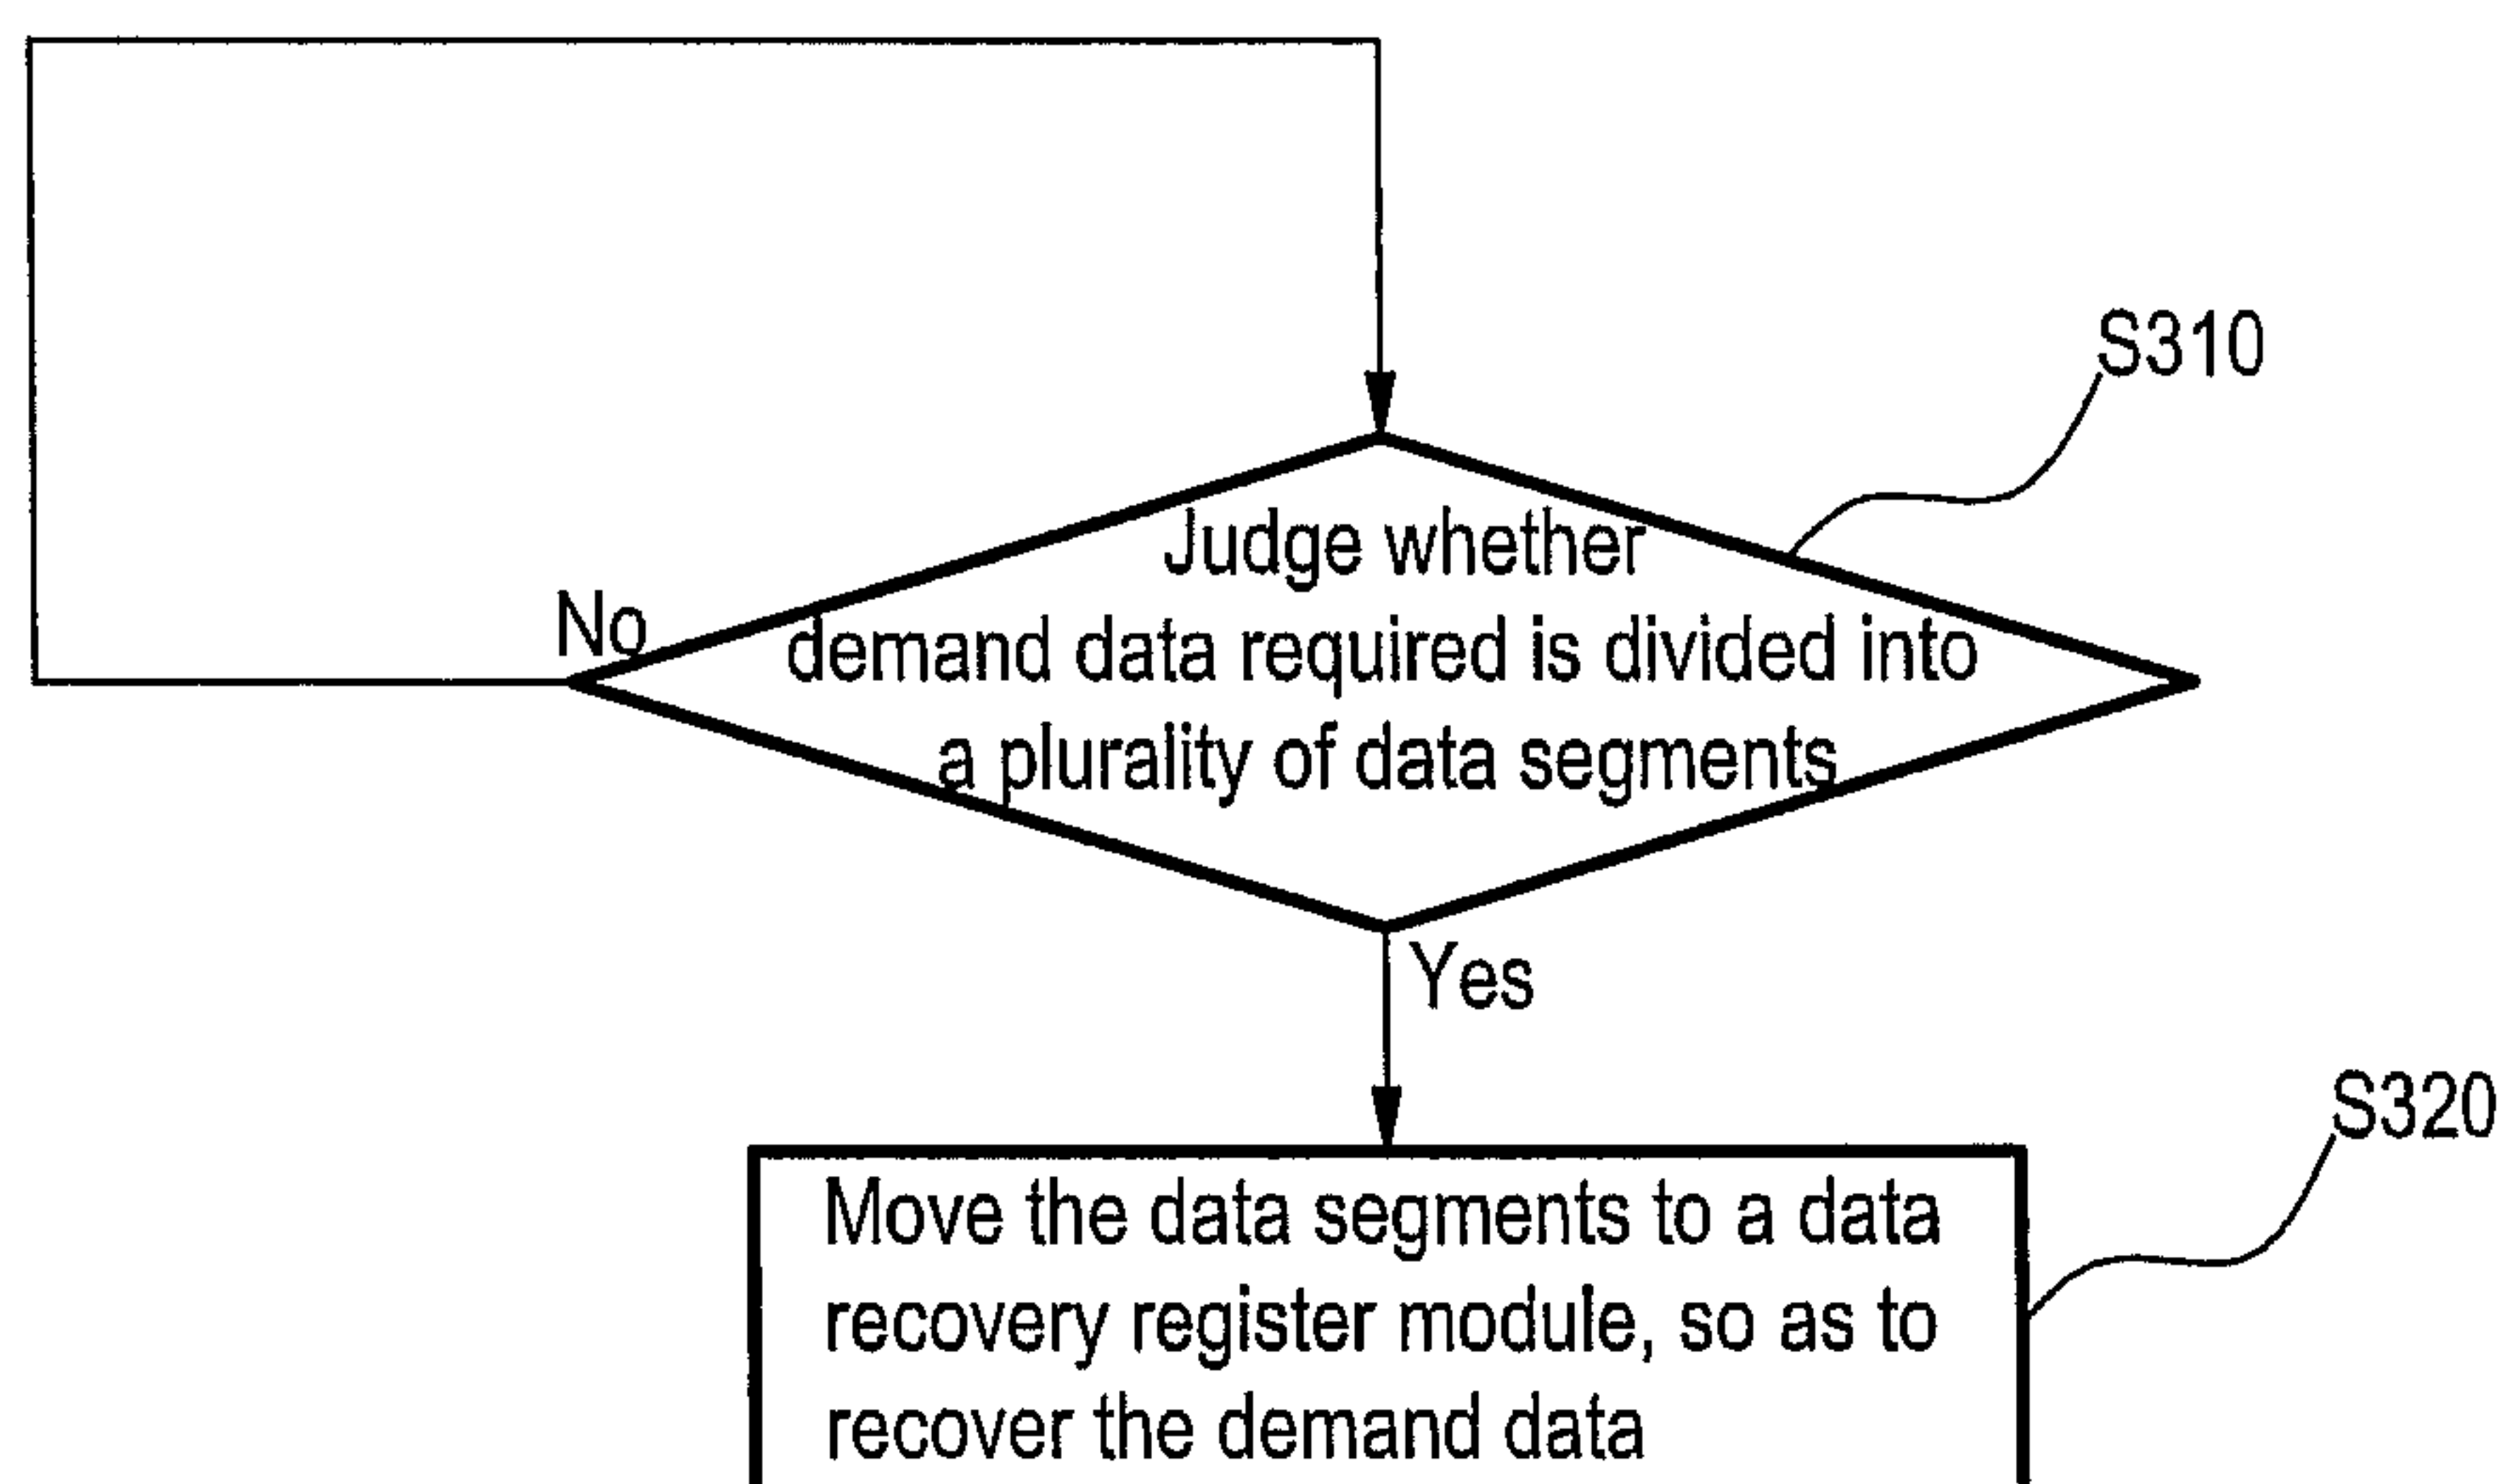 S310
Judge whether
No
demand data required is divided into
a plurality of data segments
Yes
S320
Move the data segments to a data
recovery register module, so as to
recover the demand data